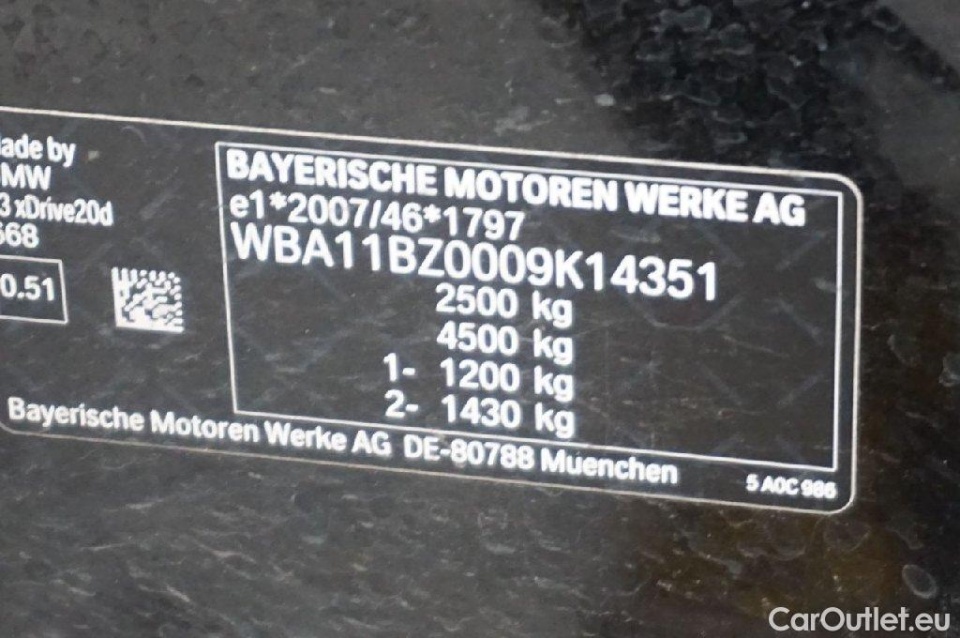 ade by
MW
3 xDrive20d
668
0.51
BAYERISCHE MOTOREN WERKE AG
e1*2007/46*1797
WBA11BZ0009K14351
2500 kg
4500 kg
1- 1200 kg
2- 1430 kg
Bayerische Motoren Werke AG DE-80788 Muenchen
5 A0C 986
CarOutlet.eu